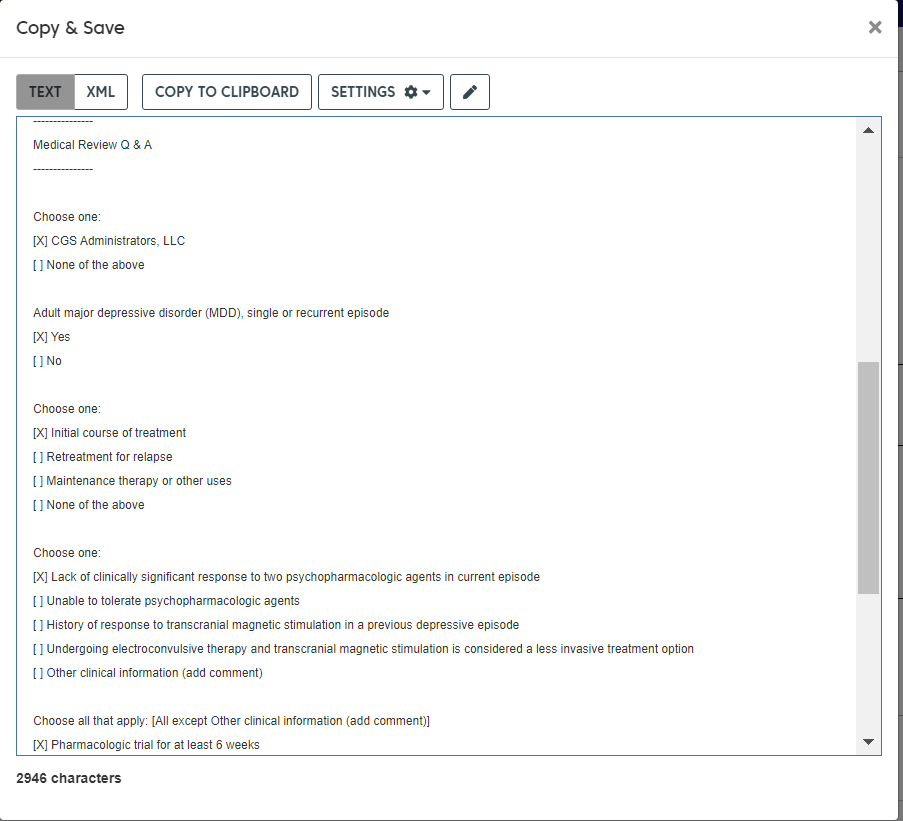 Copy & Save
×
TEXT XML COPY TO CLIPBOARD SETTINGS
---------------
Medical Review Q & A
---------------
Choose one:
[X] CGS Administrators, LLC
[ ] None of the above
Adult major depressive disorder (MDD), single or recurrent episode
[X] Yes
[ ] No
Choose one:
[X] Initial course of treatment
[ ] Retreatment for relapse
[ ] Maintenance therapy or other uses
[ ] None of the above
Choose one:
[X] Lack of clinically significant response to two psychopharmacologic agents in current episode
[ ] Unable to tolerate psychopharmacologic agents
[ ] History of response to transcranial magnetic stimulation in a previous depressive episode
[ ] Undergoing electroconvulsive therapy and transcranial magnetic stimulation is considered a less invasive treatment option
[ ] Other clinical information (add comment)
Choose all that apply: [All except Other clinical information (add comment)]
[X] Pharmacologic trial for at least 6 weeks
2946 characters